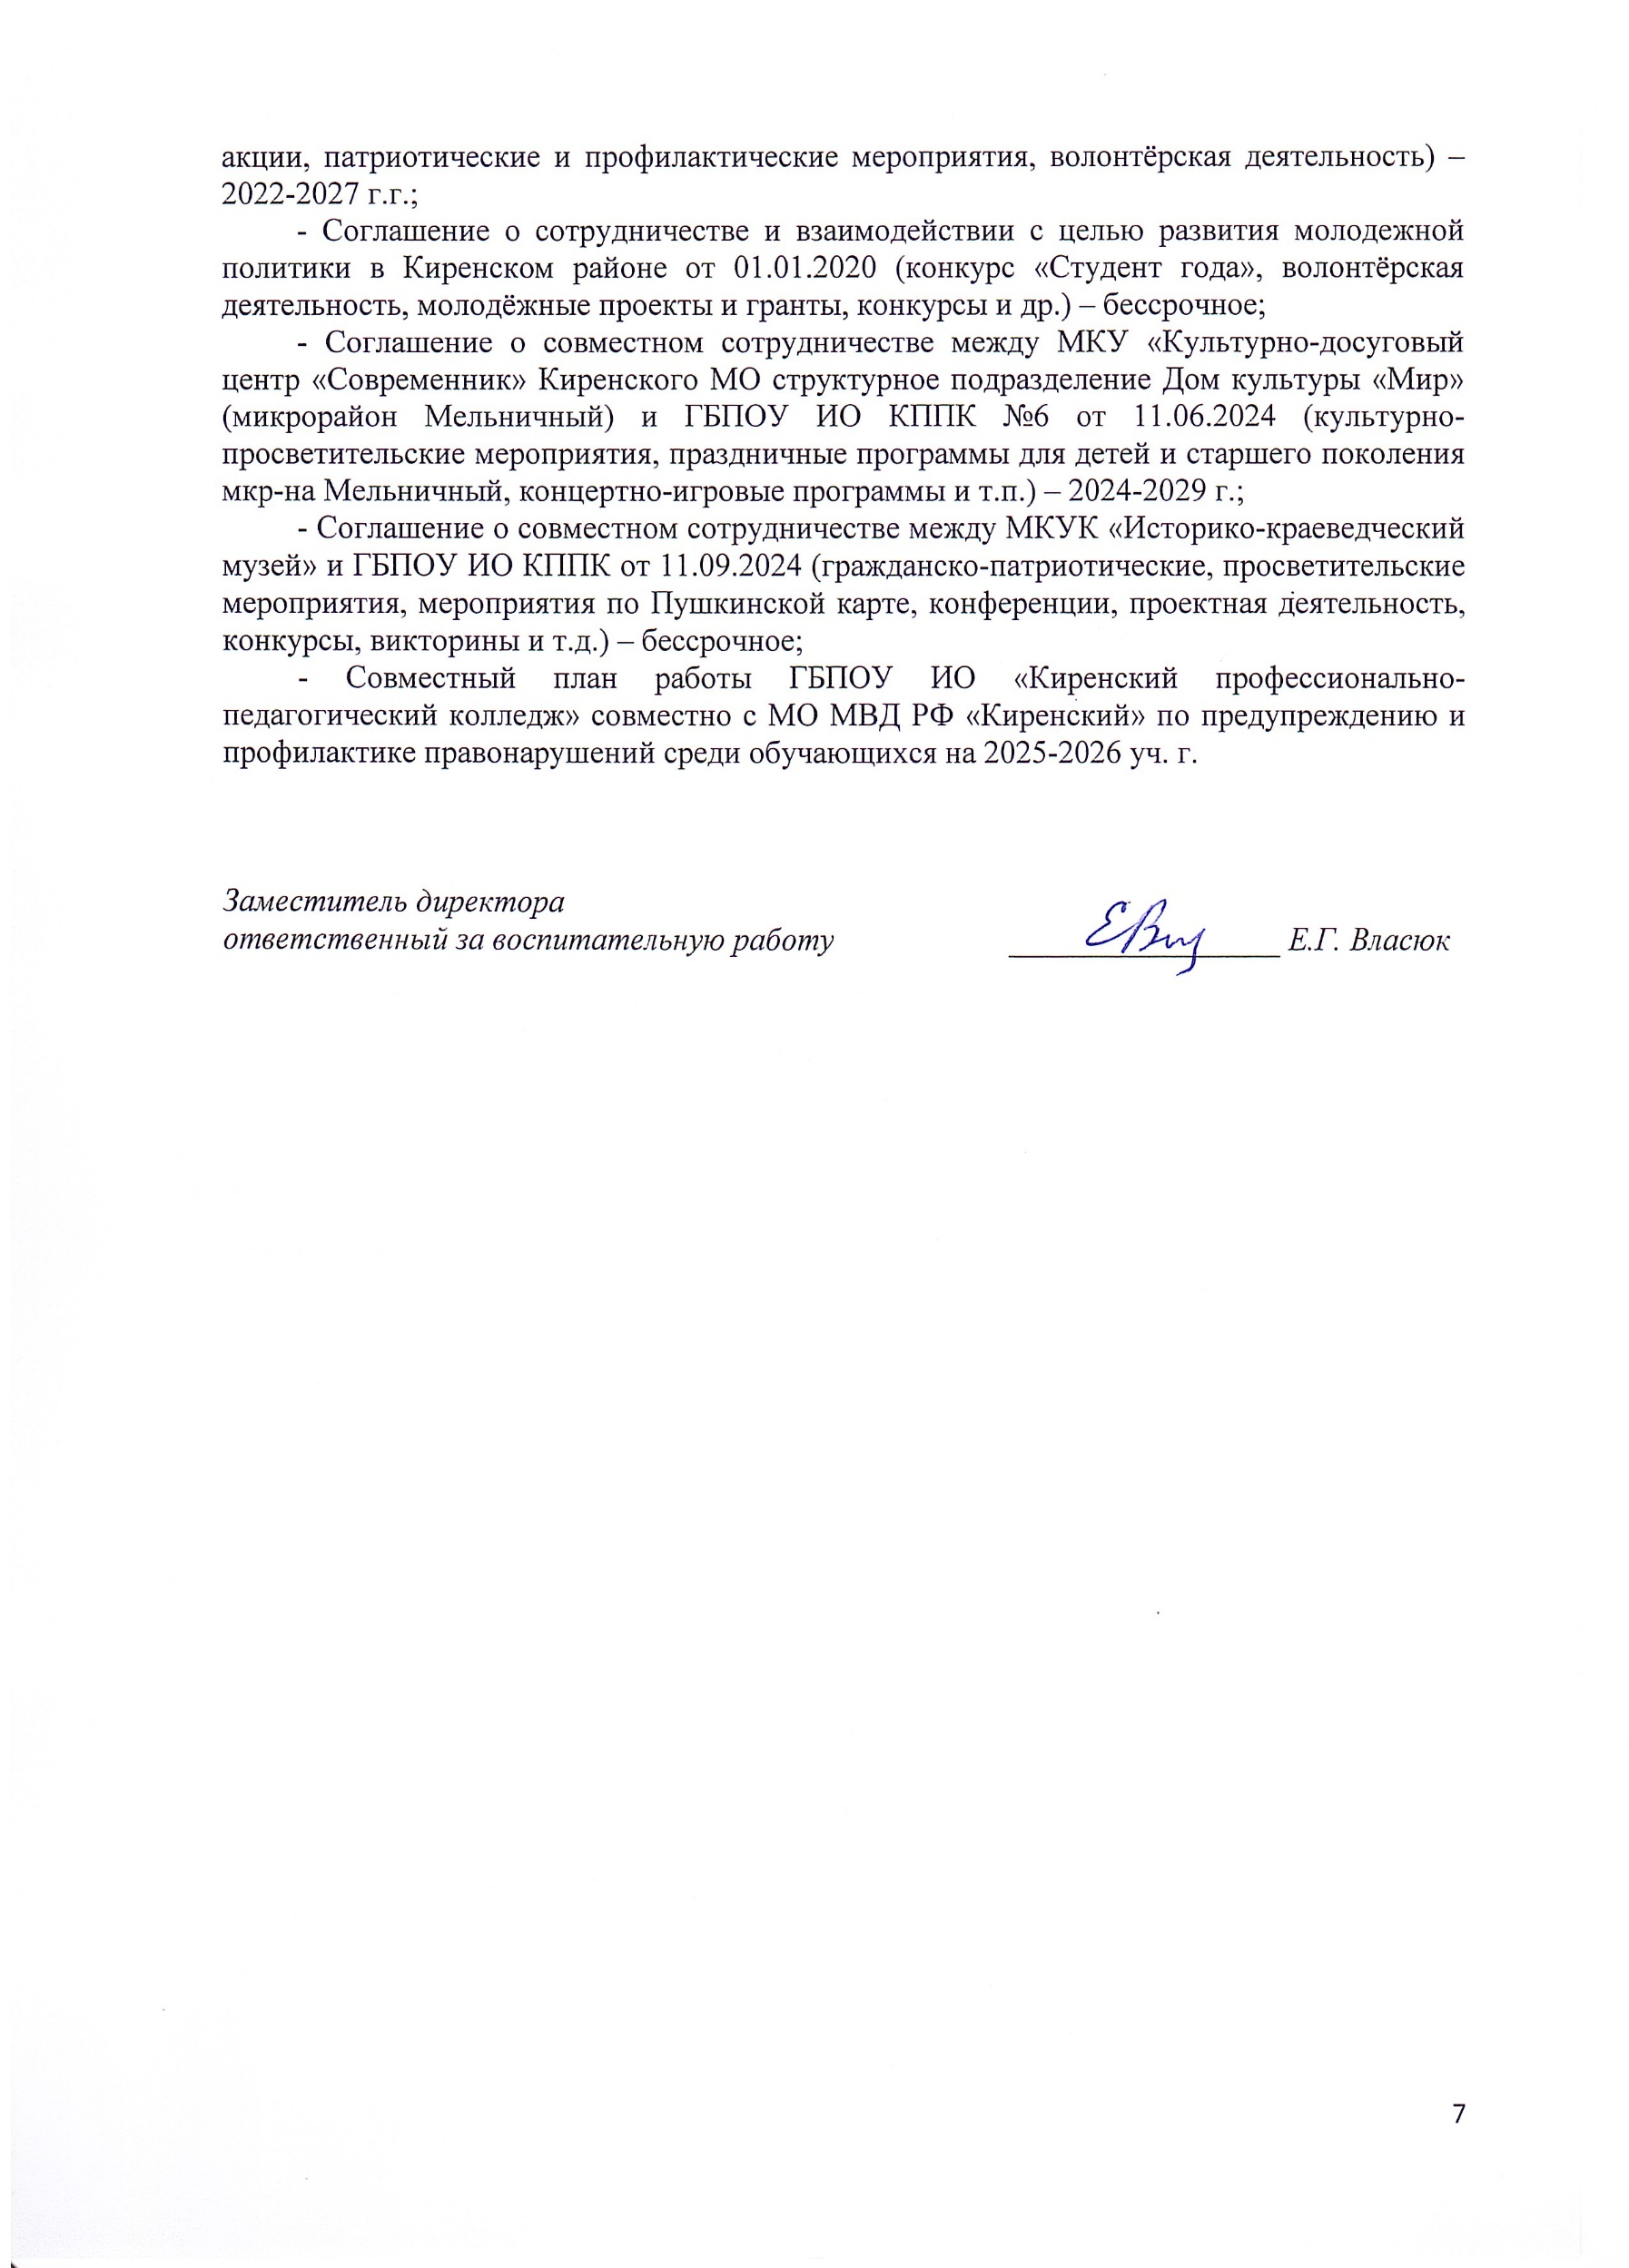 акции, патриотические и профилактические мероприятия, волонтёрская деятельность) –
2022-2027 г.г.;
- Соглашение о сотрудничестве и взаимодействии с целью развития молодежной
политики в Киренском районе от 01.01.2020 (конкурс «Студент года», волонтёрская
деятельность, молодёжные проекты и гранты, конкурсы и др.) – бессрочное;
- Соглашение о совместном сотрудничестве между МКУ «Культурно-досуговый
центр «Современник» Киренского МО структурное подразделение Дом культуры «Мир»
(микрорайон Мельничный) и ГБПОУ ИО КППК №6 от 11.06.2024 (культурно-
просветительские мероприятия, праздничные программы для детей и старшего поколения
мкр-на Мельничный, концертно-игровые программы и т.п.) – 2024-2029 г.;
- Соглашение о совместном сотрудничестве между МКУК «Историко-краеведческий
музей» и ГБПОУ ИО КППК от 11.09.2024 (гражданско-патриотические, просветительские
мероприятия, мероприятия по Пушкинской карте, конференции, проектная деятельность,
конкурсы, викторины и т.д.) – бессрочное;
- Совместный план работы ГБПОУ ИО «Киренский профессионально-
педагогический колледж» совместно с МО МВД РФ «Киренский» по предупреждению и
профилактике правонарушений среди обучающихся на 2025-2026 уч. г.
Заместитель директора
ответственный за воспитательную работу Е.Г. Власюк
7